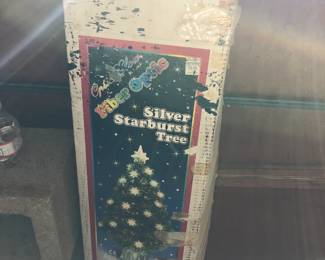 Fiber Optic
Silver
Starburst
Tree